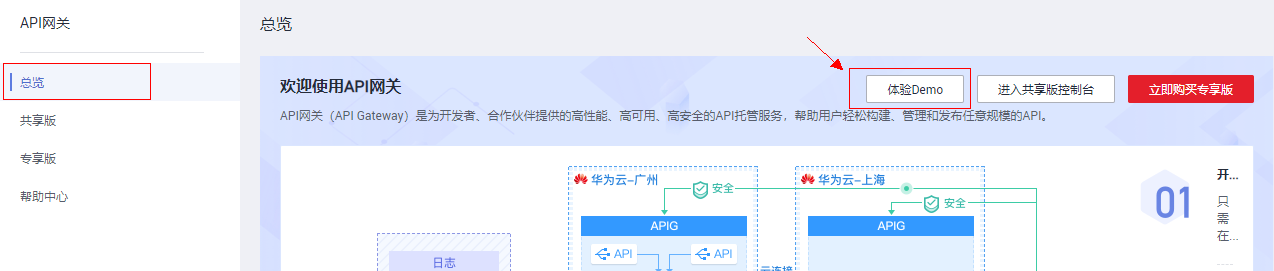 API网关
总览
共享版
专享版
帮助中心
总览
欢迎使用API网关
体验Demo
进入共享版控制台
立即购买专享版
API网关（API Gateway）是为开发者、合作伙伴提供的高性能、高可用、高安全的API托管服务，帮助用户轻松构建、管理和发布任意规模的API。
华为云-广州
华为云-上海
安全
安全
APIG
APIG
API
API
日志
01
开...
只
需
在...